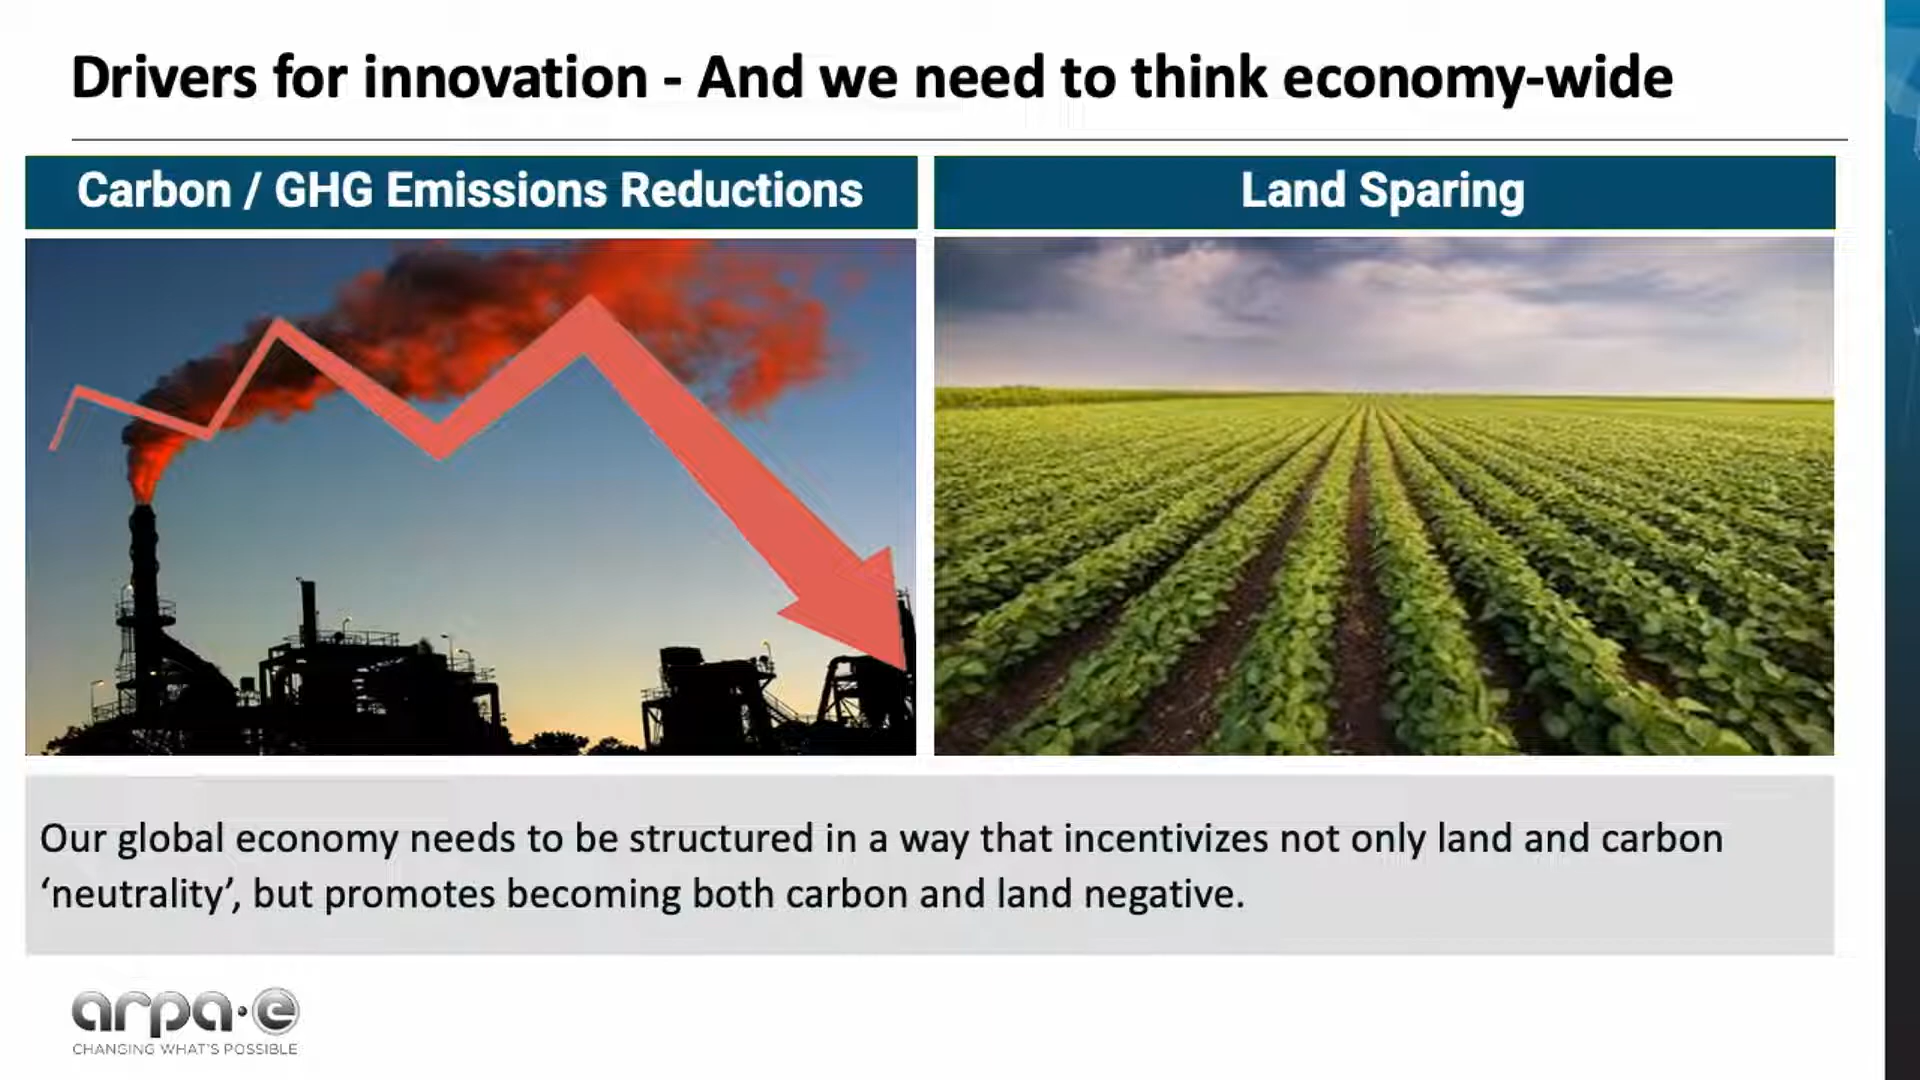 Drivers for innovation - And we need to think economy-wide
Carbon / GHG Emissions Reductions
Land Sparing
Our global economy needs to be structured in a way that incentivizes not only land and carbon
‘neutrality’, but promotes becoming both carbon and land negative.
arpa·e
CHANGING WHAT'S POSSIBLE